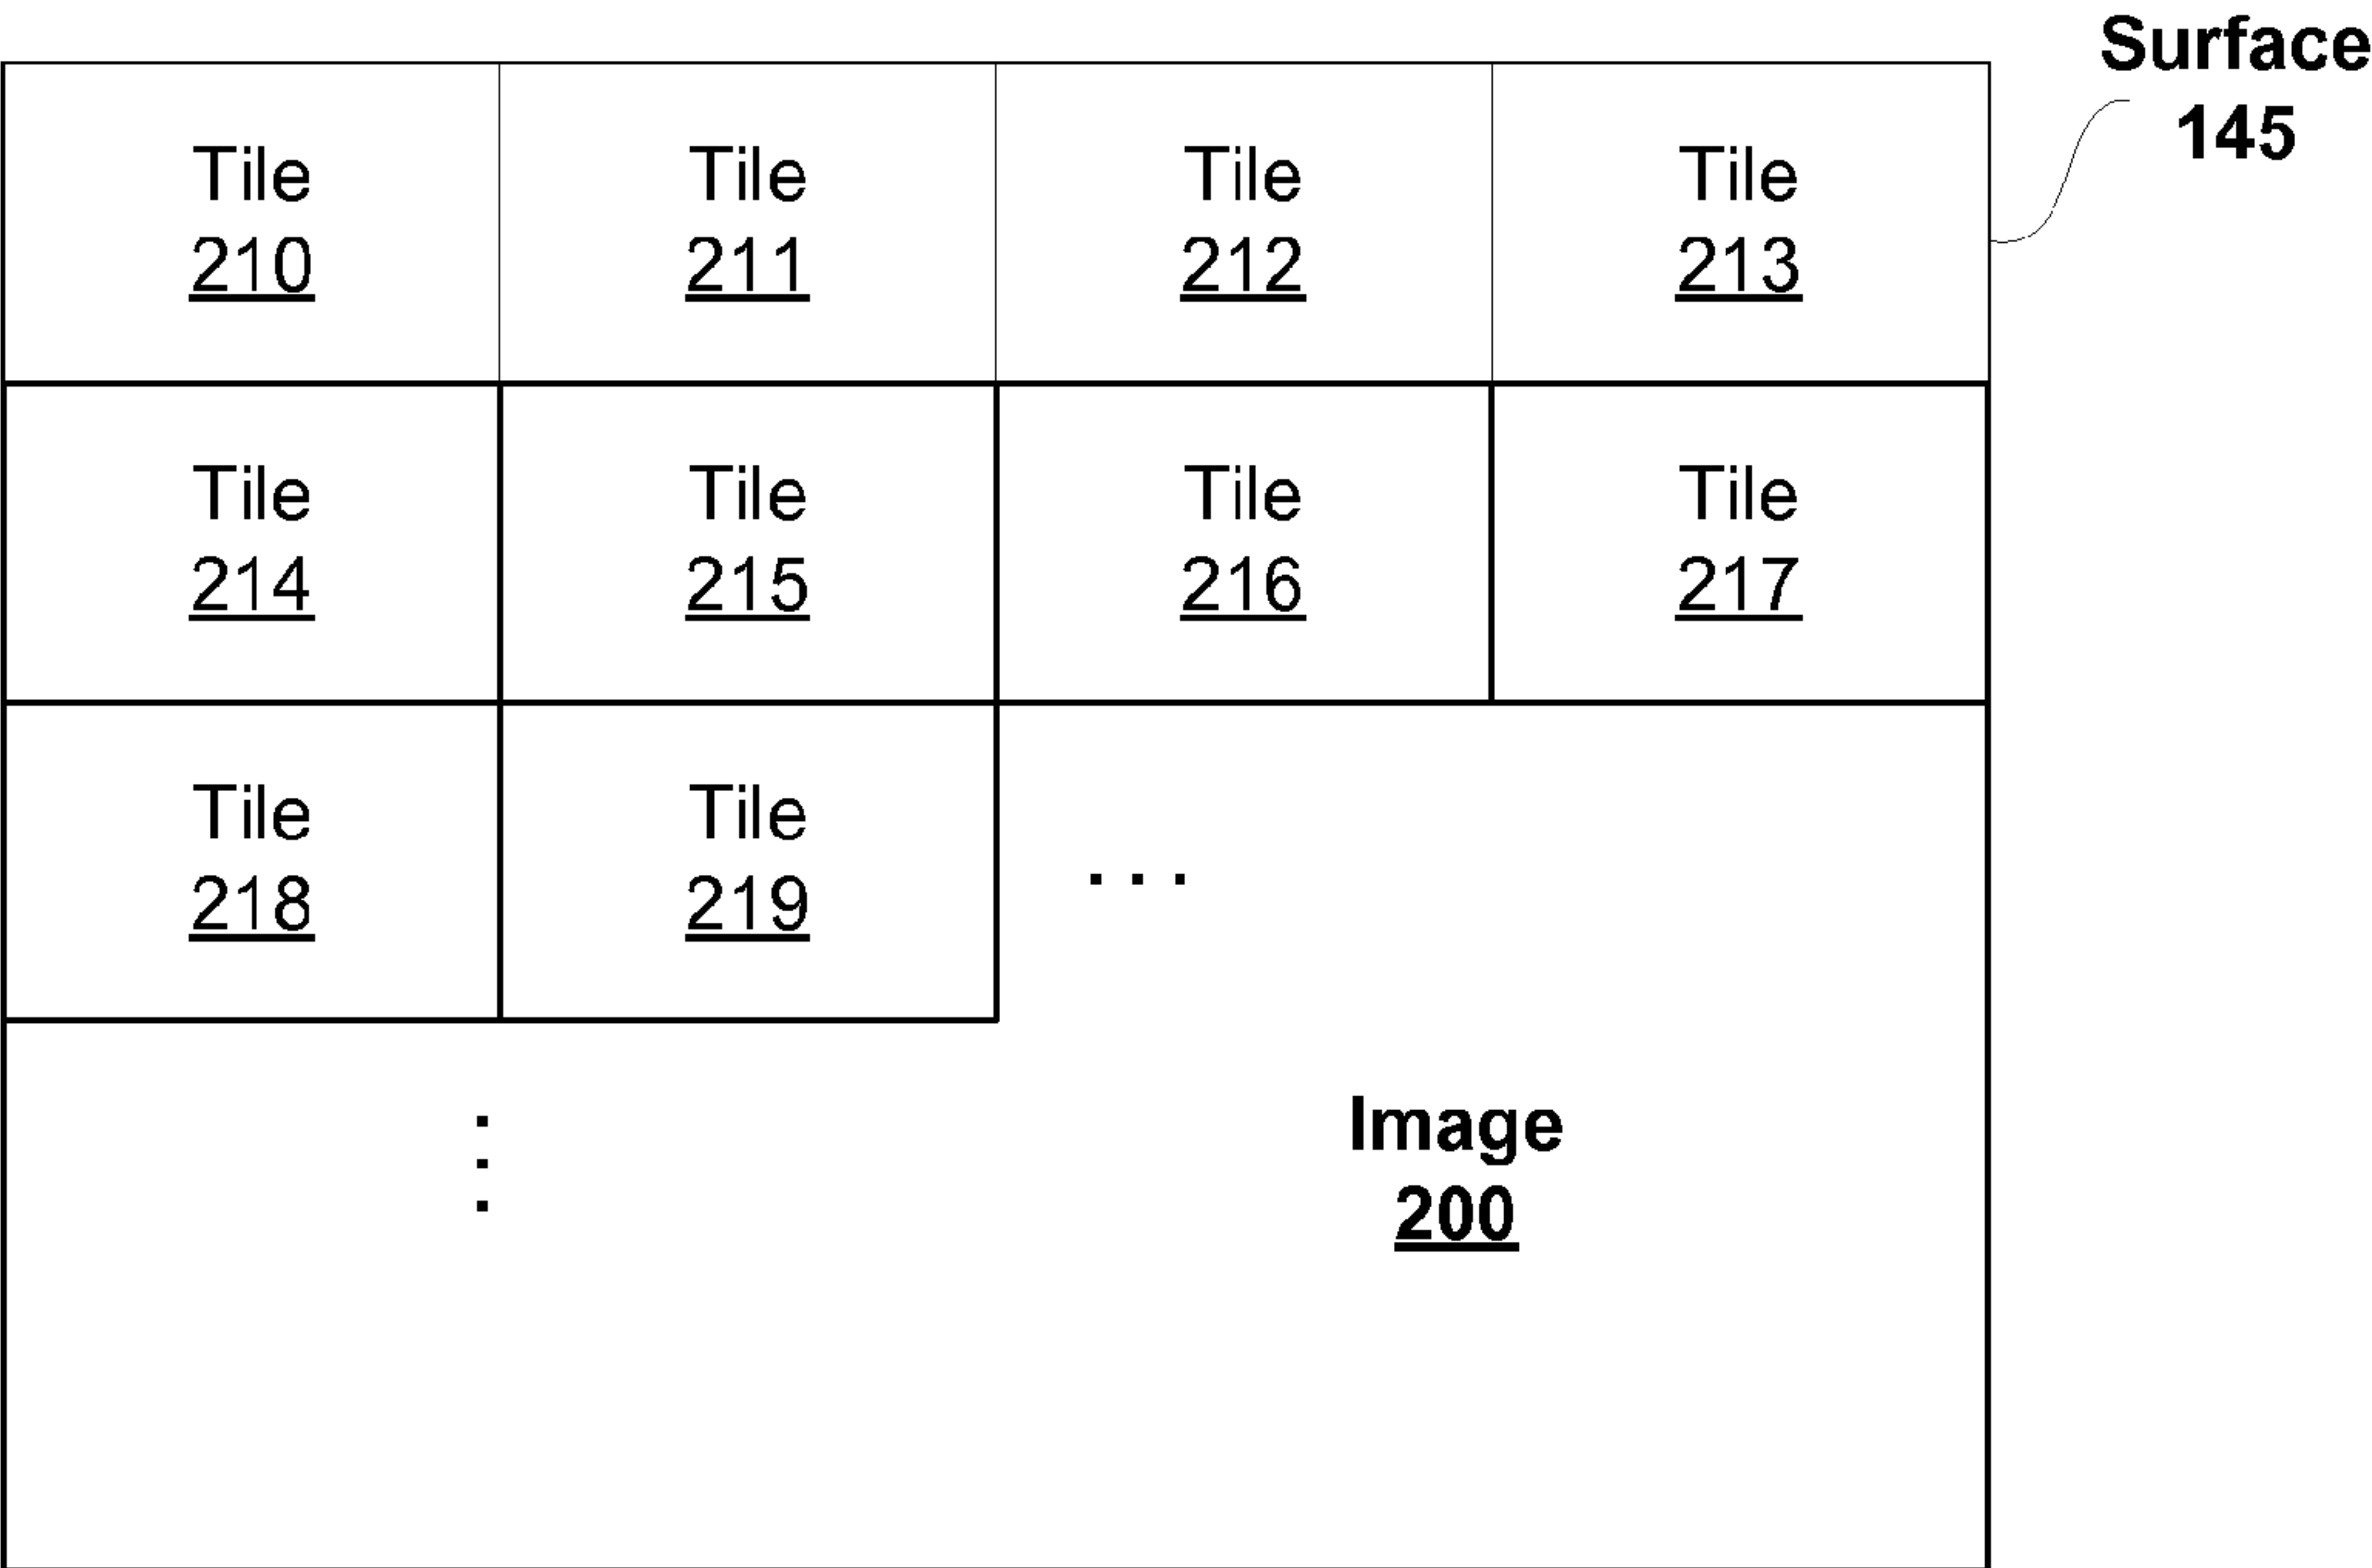 Surface
145
Tile
210
Tile
211
Tile
212
Tile
213
Tile
214
Tile
215
Tile
216
Tile
217
Tile
218
Tile
219
. . .
.
.
.
Image
200